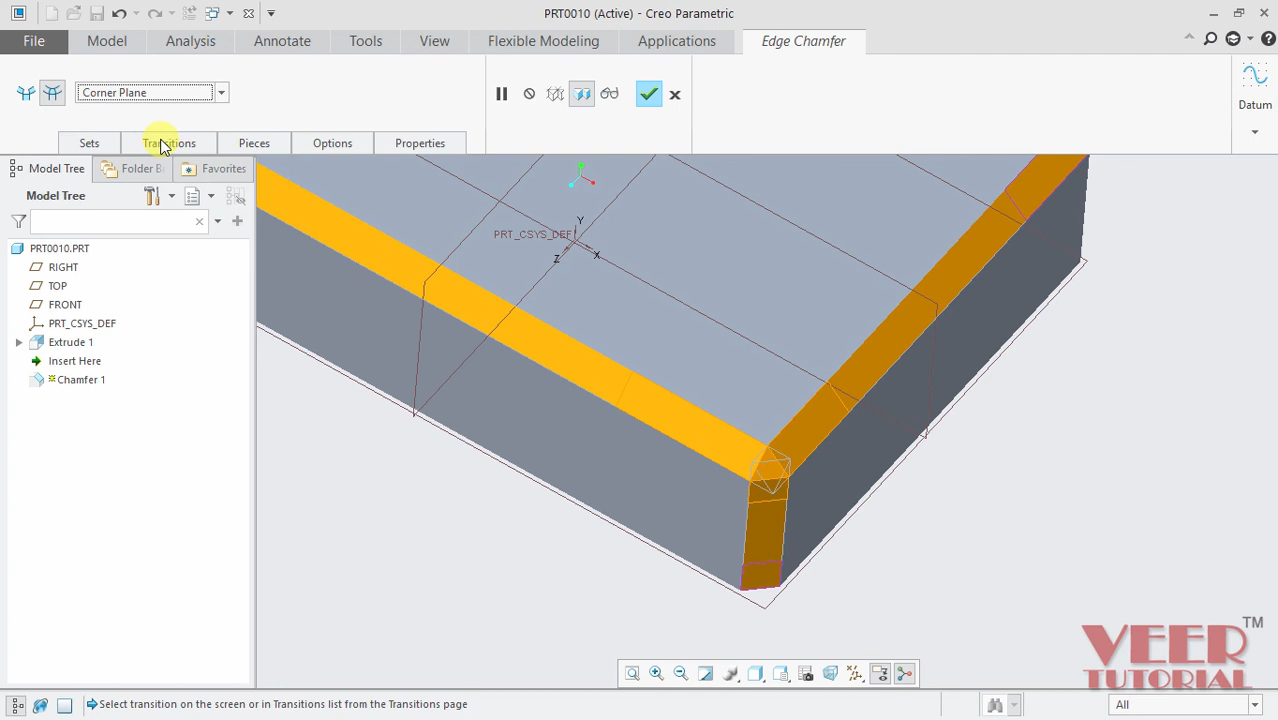 PRT0010 (Active) - Creo Parametric
File Model Analysis Annotate Tools View Flexible Modeling Applications Edge Chamfer
Corner Plane
Datum
Sets Transitions Pieces Options Properties
Model Tree Folder B Favorites
Model Tree
PRT0010.PRT
RIGHT
TOP
FRONT
PRT_CSYS_DEF
Extrude 1
Insert Here
Chamfer 1
Y
PRT_CSYS_DEF
X
Z
VEER TM
TUTORIAL
Select transition on the screen or in Transitions list from the Transitions page
All